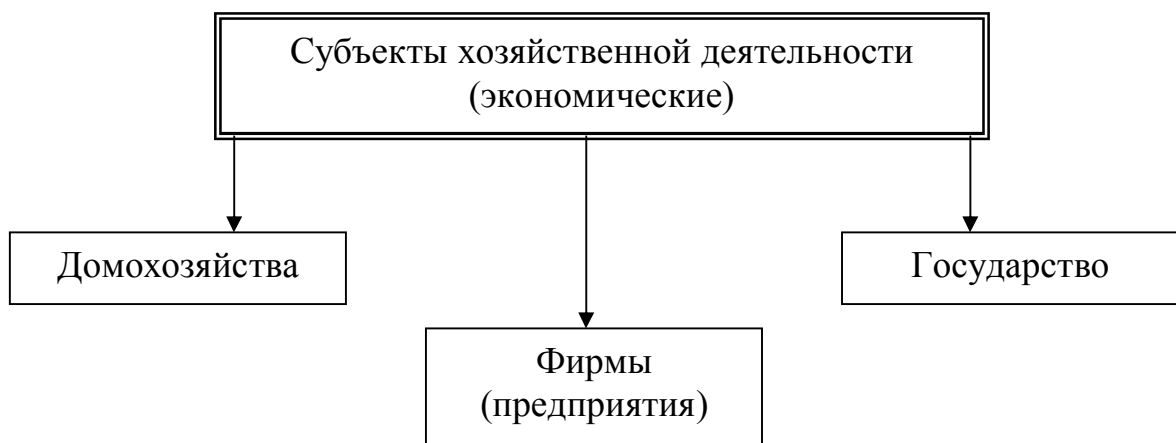 Субъекты хозяйственной деятельности
(экономические)
Домохозяйства
Государство
Фирмы
(предприятия)